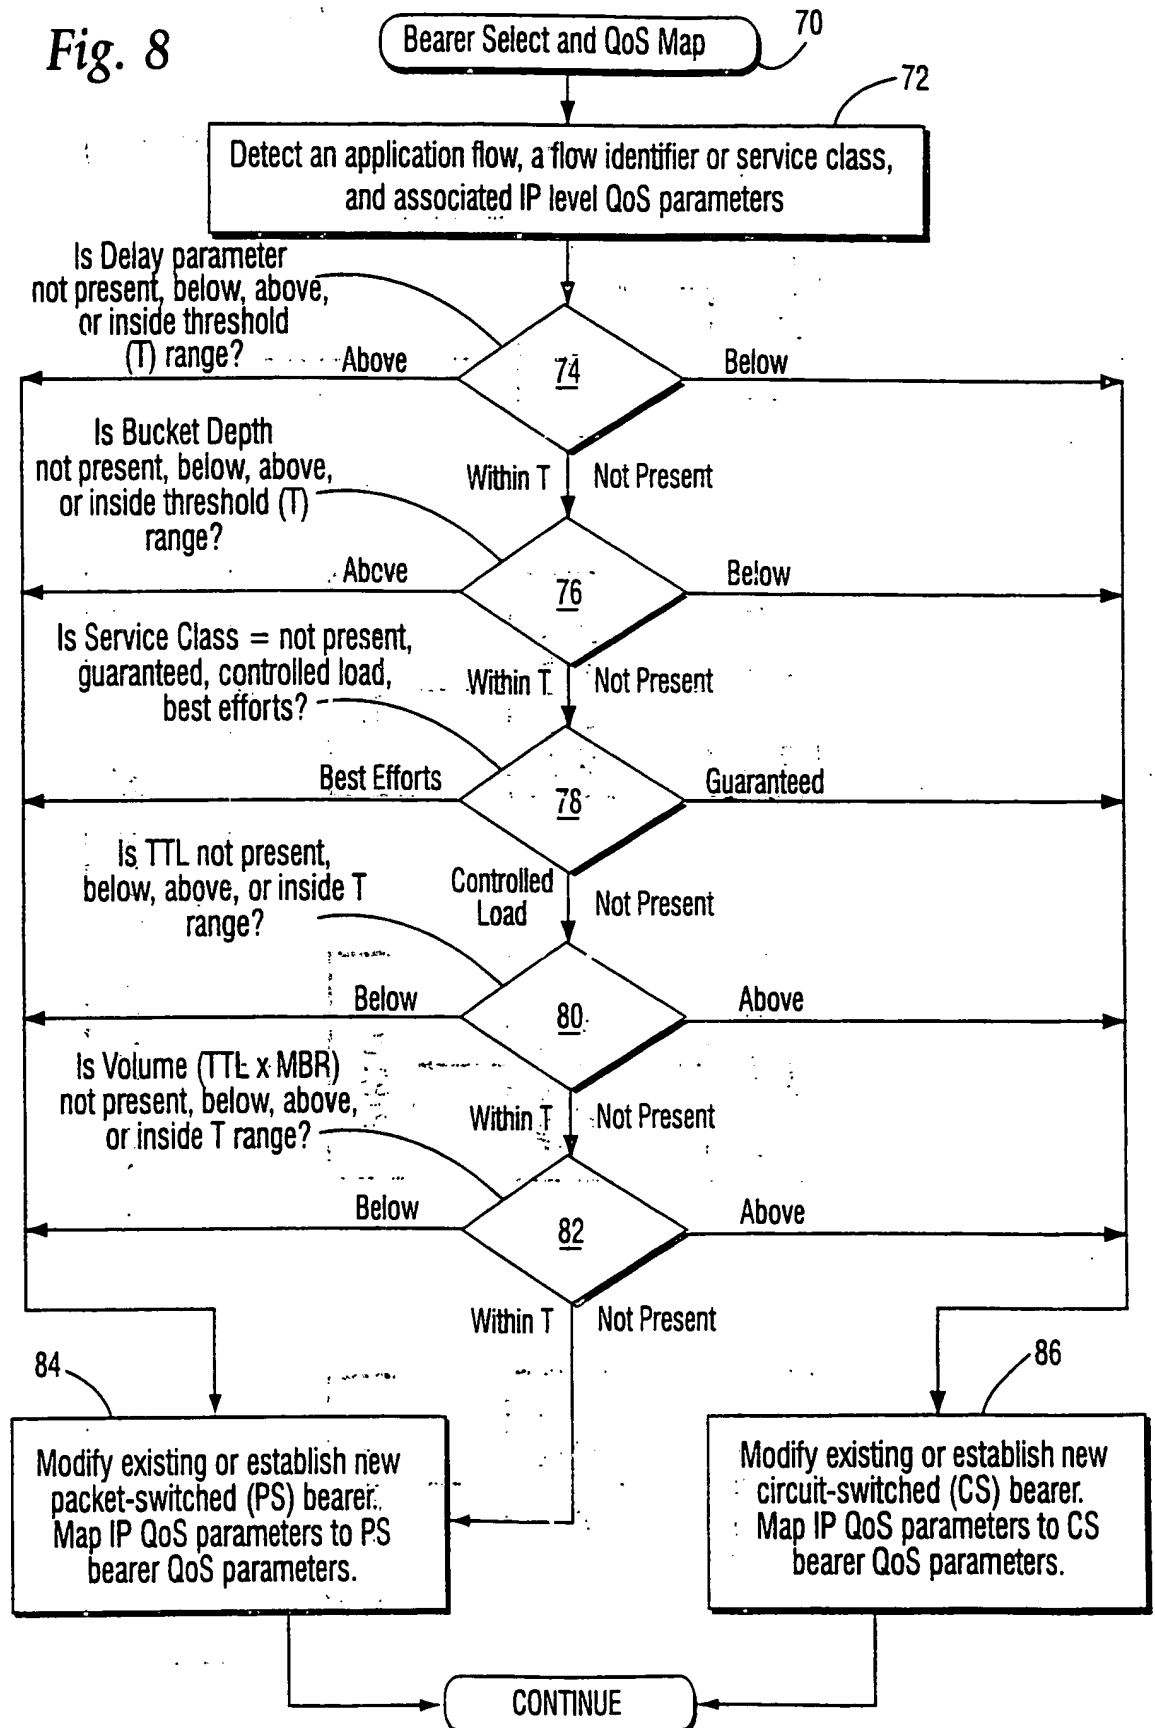 Fig. 8
Bearer Select and QoS Map
70
72
Detect an application flow, a flow identifier or service class,
and associated IP level QoS parameters
Is Delay parameter
not present, below, above,
or inside threshold
(T) range?
Above
74
Below
Within T
Not Present
Is Bucket Depth
not present, below, above,
or inside threshold (T)
range?
Above
76
Below
Within T
Not Present
Is Service Class = not present,
guaranteed, controlled load,
best efforts?
Best Efforts
78
Guaranteed
Controlled
Load
Not Present
Is TTL not present,
below, above, or inside T
range?
Below
80
Above
Within T
Not Present
Is Volume (TTL x MBR)
not present, below, above,
or inside T range?
Below
82
Above
Within T
Not Present
84
86
Modify existing or establish new
packet-switched (PS) bearer.
Map IP QoS parameters to PS
bearer QoS parameters.
Modify existing or establish new
circuit-switched (CS) bearer.
Map IP QoS parameters to CS
bearer QoS parameters.
CONTINUE